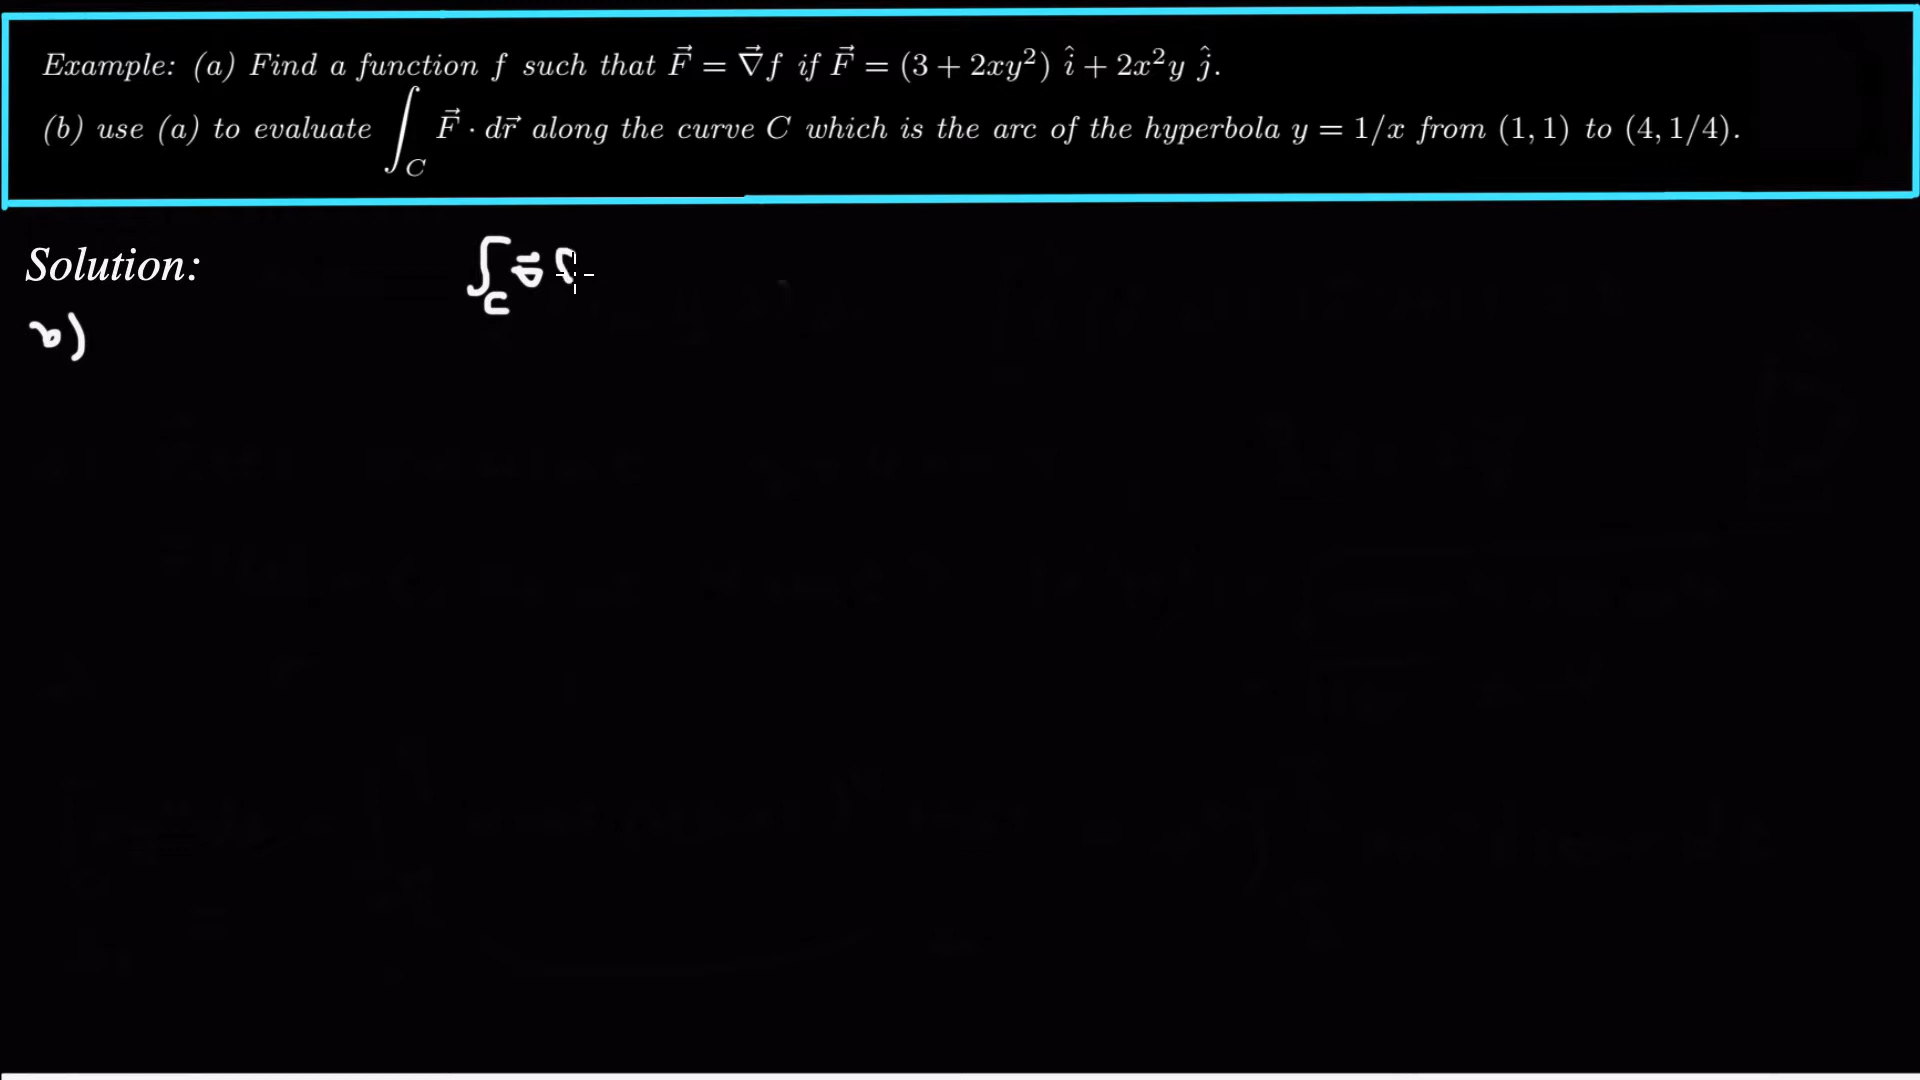 Example: (a) Find a function f such that F⃗ = ∇⃗f if F⃗ = (3 + 2xy²) î + 2x²y ĵ.
(b) use (a) to evaluate ∫_C F⃗ · dr⃗ along the curve C which is the arc of the hyperbola y = 1/x from (1, 1) to (4, 1/4).
Solution: ∫_C ∇⃗
b)